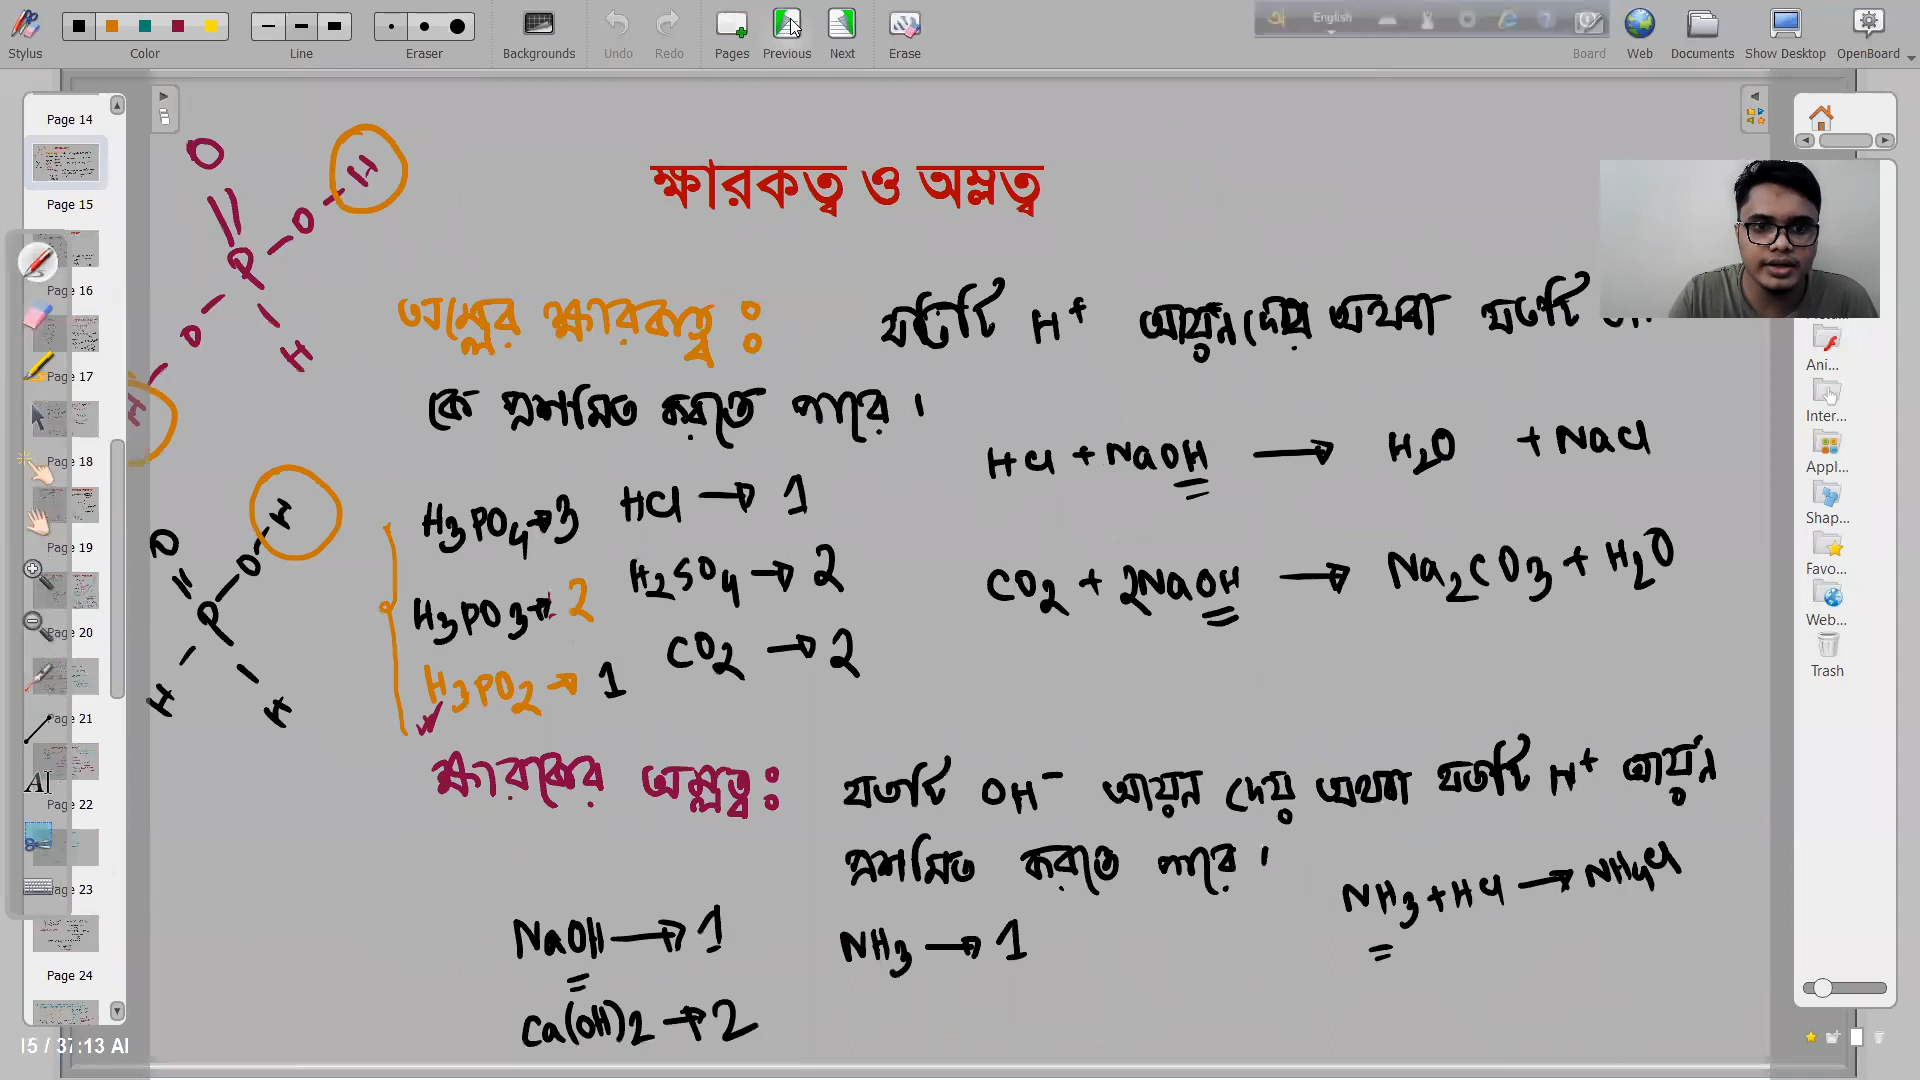 Stylus Color Line Eraser Backgrounds Undo Redo Pages Previous Next Erase Board Web Documents Show Desktop OpenBoard
English
Page 14
Page 15
Page 16
Page 17
Page 18
Page 19
Page 20
Page 21
Page 22
Page 23
Page 24
ক্ষারকত্ব ও অম্লত্ব
অম্লের ক্ষারকত্ব : যতটি H⁺ আয়ন দেয় অথবা যতটি
কে প্রশমিত করতে পারে।
HCl + NaOH → H₂O + NaCl
H₃PO₄ → 3 HCl → 1
H₃PO₃ → 2 H₂SO₄ → 2
CO₂ + 2NaOH → Na₂CO₃ + H₂O
H₃PO₂ → 1 CO₂ → 2
ক্ষারকের অম্লত্ব : যতটি OH⁻ আয়ন দেয় অথবা যতটি H⁺ আয়ন
প্রশমিত করতে পারে।
NH₃ + HCl → NH₄Cl
NaOH → 1 NH₃ → 1
Ca(OH)₂ → 2
O
H
O
P
O
H
H
O
H
O
P
H
H
Ani...
Inter...
Appl...
Shap...
Favo...
Web...
Trash